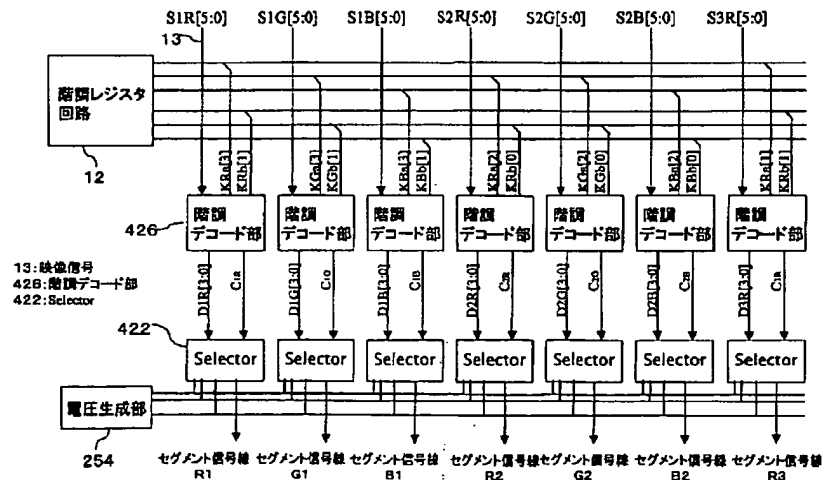 S1R[5:0] S1G[5:0] S1B[5:0] S2R[5:0] S2G[5:0] S2B[5:0] S3R[5:0]
13
階調レジスタ
回路
12
KRa[3] KRb[1] KGa[3] KGb[1] KBa[3] KBb[1] KRa[2] KRb[0] KGa[2] KGb[0] KBa[2] KBb[0] KRa[1] KRb[1]
階調 階調 階調 階調 階調 階調 階調
デコード部 デコード部 デコード部 デコード部 デコード部 デコード部 デコード部
426
13:映像信号
426:階調デコード部
422:Selector
D1R[3:0] C1R D1G[3:0] C1G D1B[3:0] C1B D2R[3:0] C2R D2G[3:0] C2G D2B[3:0] C2B D3R[3:0] C3R
422
Selector Selector Selector Selector Selector Selector Selector
電圧生成部
254
セグメント信号線 セグメント信号線 セグメント信号線 セグメント信号線 セグメント信号線 セグメント信号線 セグメント信号線
R1 G1 B1 R2 G2 B2 R3